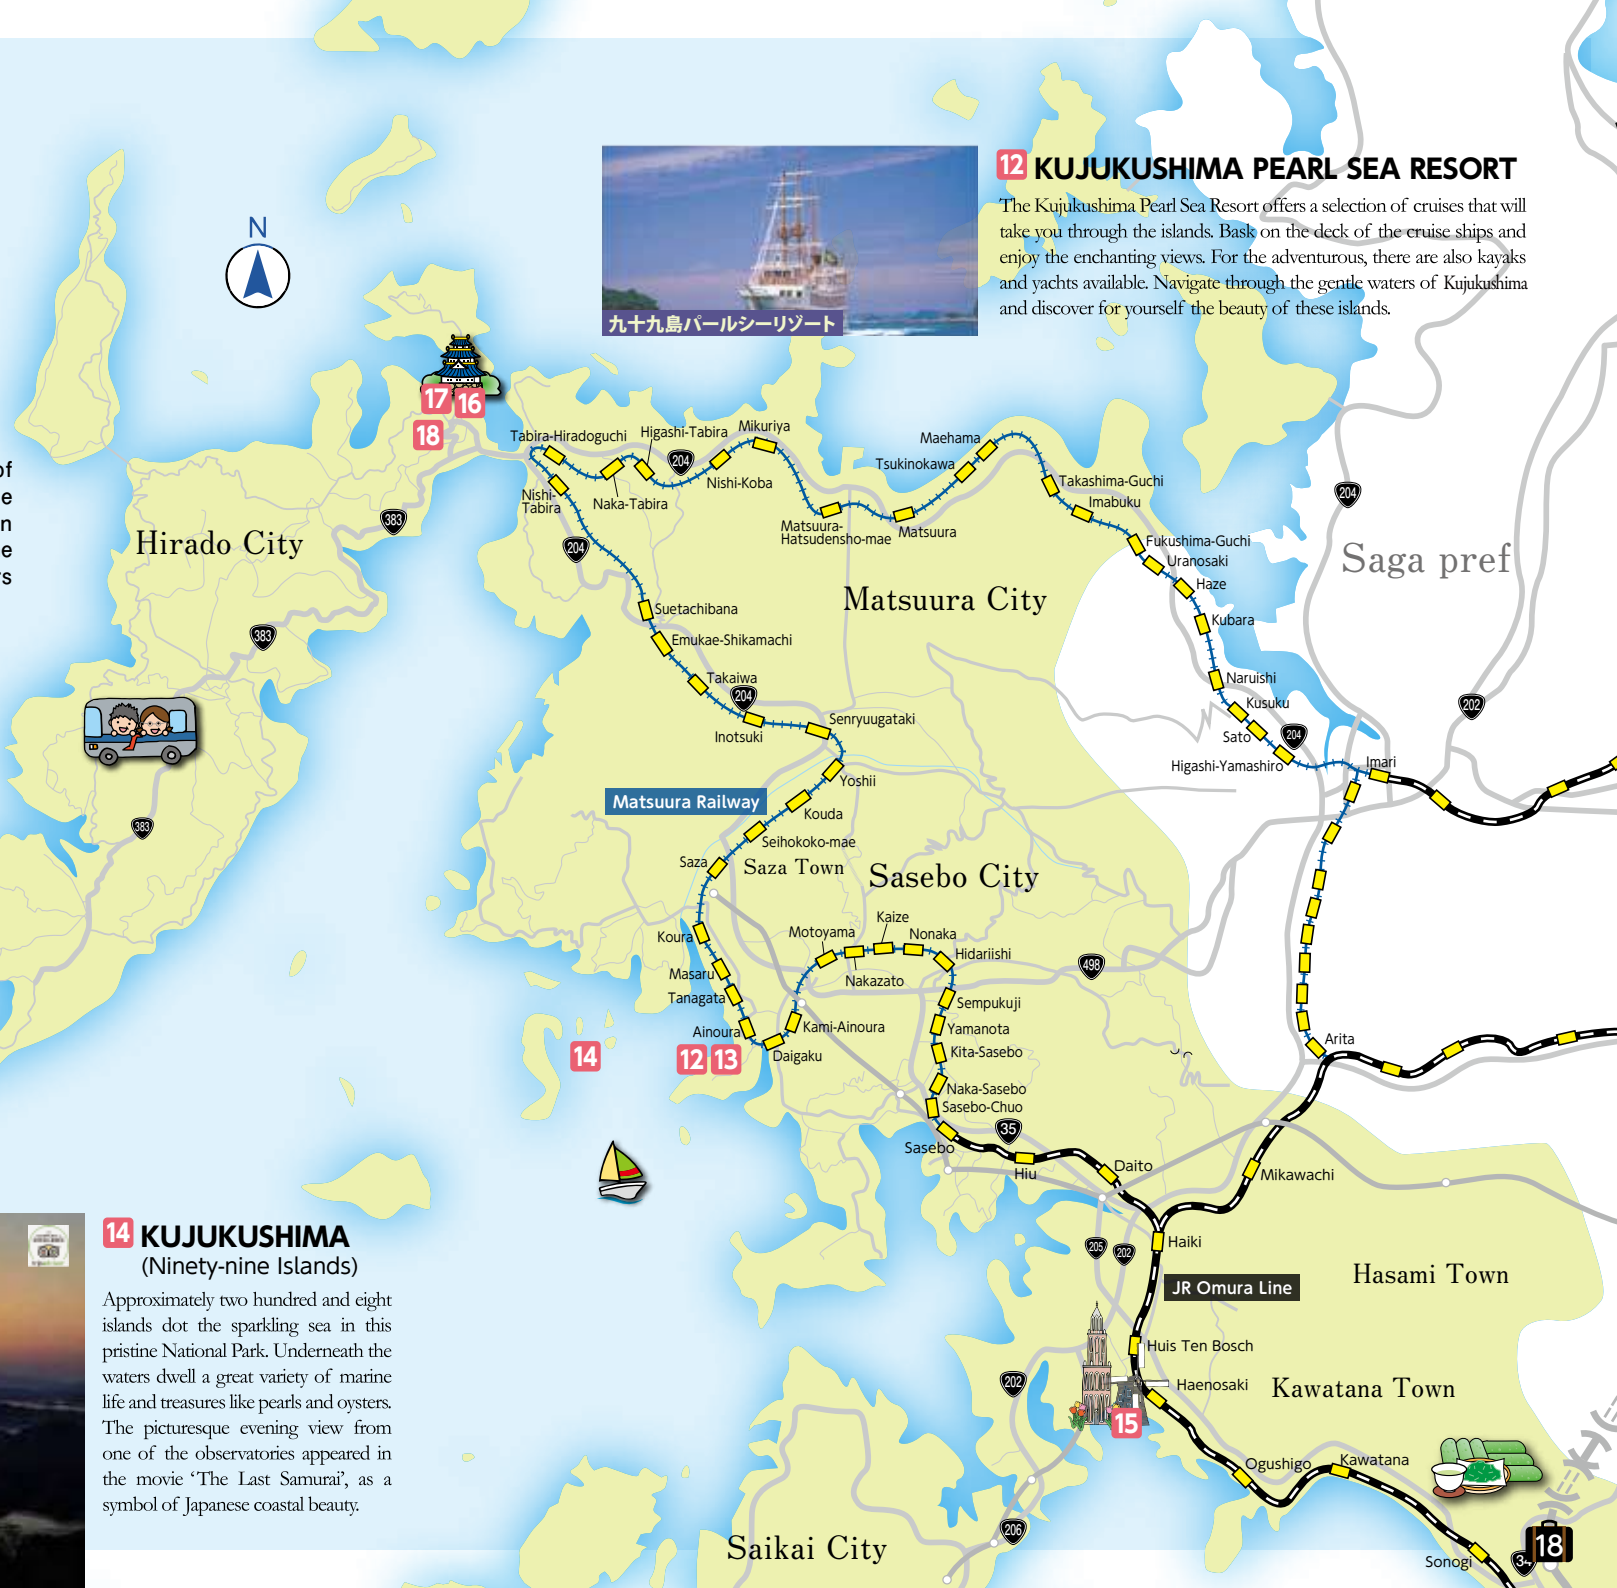 12 KUJUKUSHIMA PEARL SEA RESORT
The Kujukushima Pearl Sea Resort offers a selection of cruises that will
take you through the islands. Bask on the deck of the cruise ships and
enjoy the enchanting views. For the adventurous, there are also kayaks
and yachts available. Navigate through the gentle waters of Kujukushima
and discover for yourself the beauty of these islands.
九十九島パールシーリゾート
N
17
16
18
of
e
n
e
rs
Tabira-Hiradoguchi
Higashi-Tabira
Mikuriya
204
Nishi-Koba
Naka-Tabira
Nishi-
Tabira
Maehama
Tsukinokawa
Takashima-Guchi
Imabuku
Matsuura-
Hatsudensho-mae
Matsuura
Fukushima-Guchi
Uranosaki
Haze
Kubara
Naruishi
Kusuku
Sato
204
Higashi-Yamashiro
Imari
204
202
Saga pref
Hirado City
383
383
383
204
Matsuura City
Suetachibana
Emukae-Shikamachi
Takaiwa
204
Inotsuki
Senryuugataki
Yoshii
Matsuura Railway
Kouda
Seihokoko-mae
Saza
Saza Town
Sasebo City
Koura
Masaru
Tanagata
Ainoura
Daigaku
Kami-Ainoura
Motoyama
Nakazato
Kaize
Nonaka
Hidariishi
498
Sempukuji
Yamanota
Kita-Sasebo
Naka-Sasebo
Sasebo-Chuo
Sasebo
35
Hiu
Daito
Arita
Mikawachi
Haiki
14
12 13
205
202
JR Omura Line
Hasami Town
Huis Ten Bosch
Haenosaki
Kawatana Town
15
202
206
Ogushigo
Kawatana
Sonogi
34
18
Saikai City
14 KUJUKUSHIMA
(Ninety-nine Islands)
Approximately two hundred and eight
islands dot the sparkling sea in this
pristine National Park. Underneath the
waters dwell a great variety of marine
life and treasures like pearls and oysters.
The picturesque evening view from
one of the observatories appeared in
the movie ‘The Last Samurai’, as a
symbol of Japanese coastal beauty.